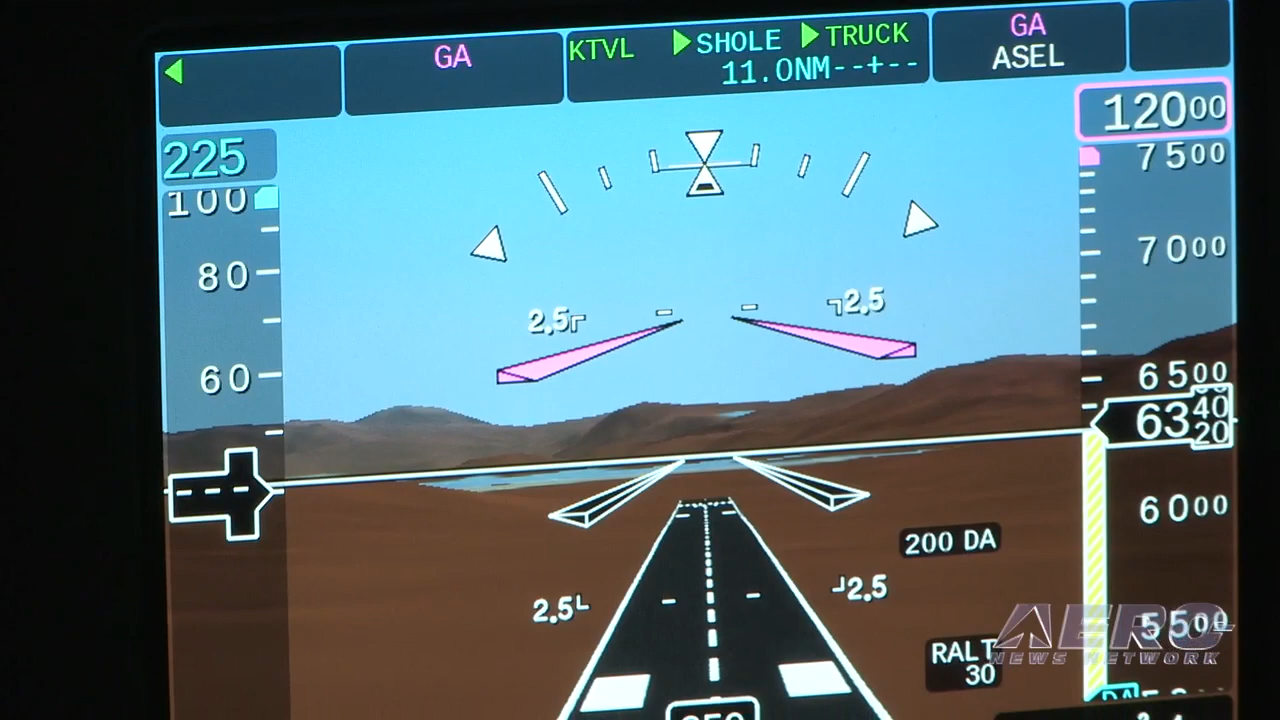 GA
KTVL SHOLE TRUCK
11.0NM--+--
GA
ASEL
225
12000
100
7500
80
7000
2.5 2.5
60
6500
63 40
20
6000
200 DA
2.5 2.5
5500
RALT
30
AERO
NEWS NETWORK